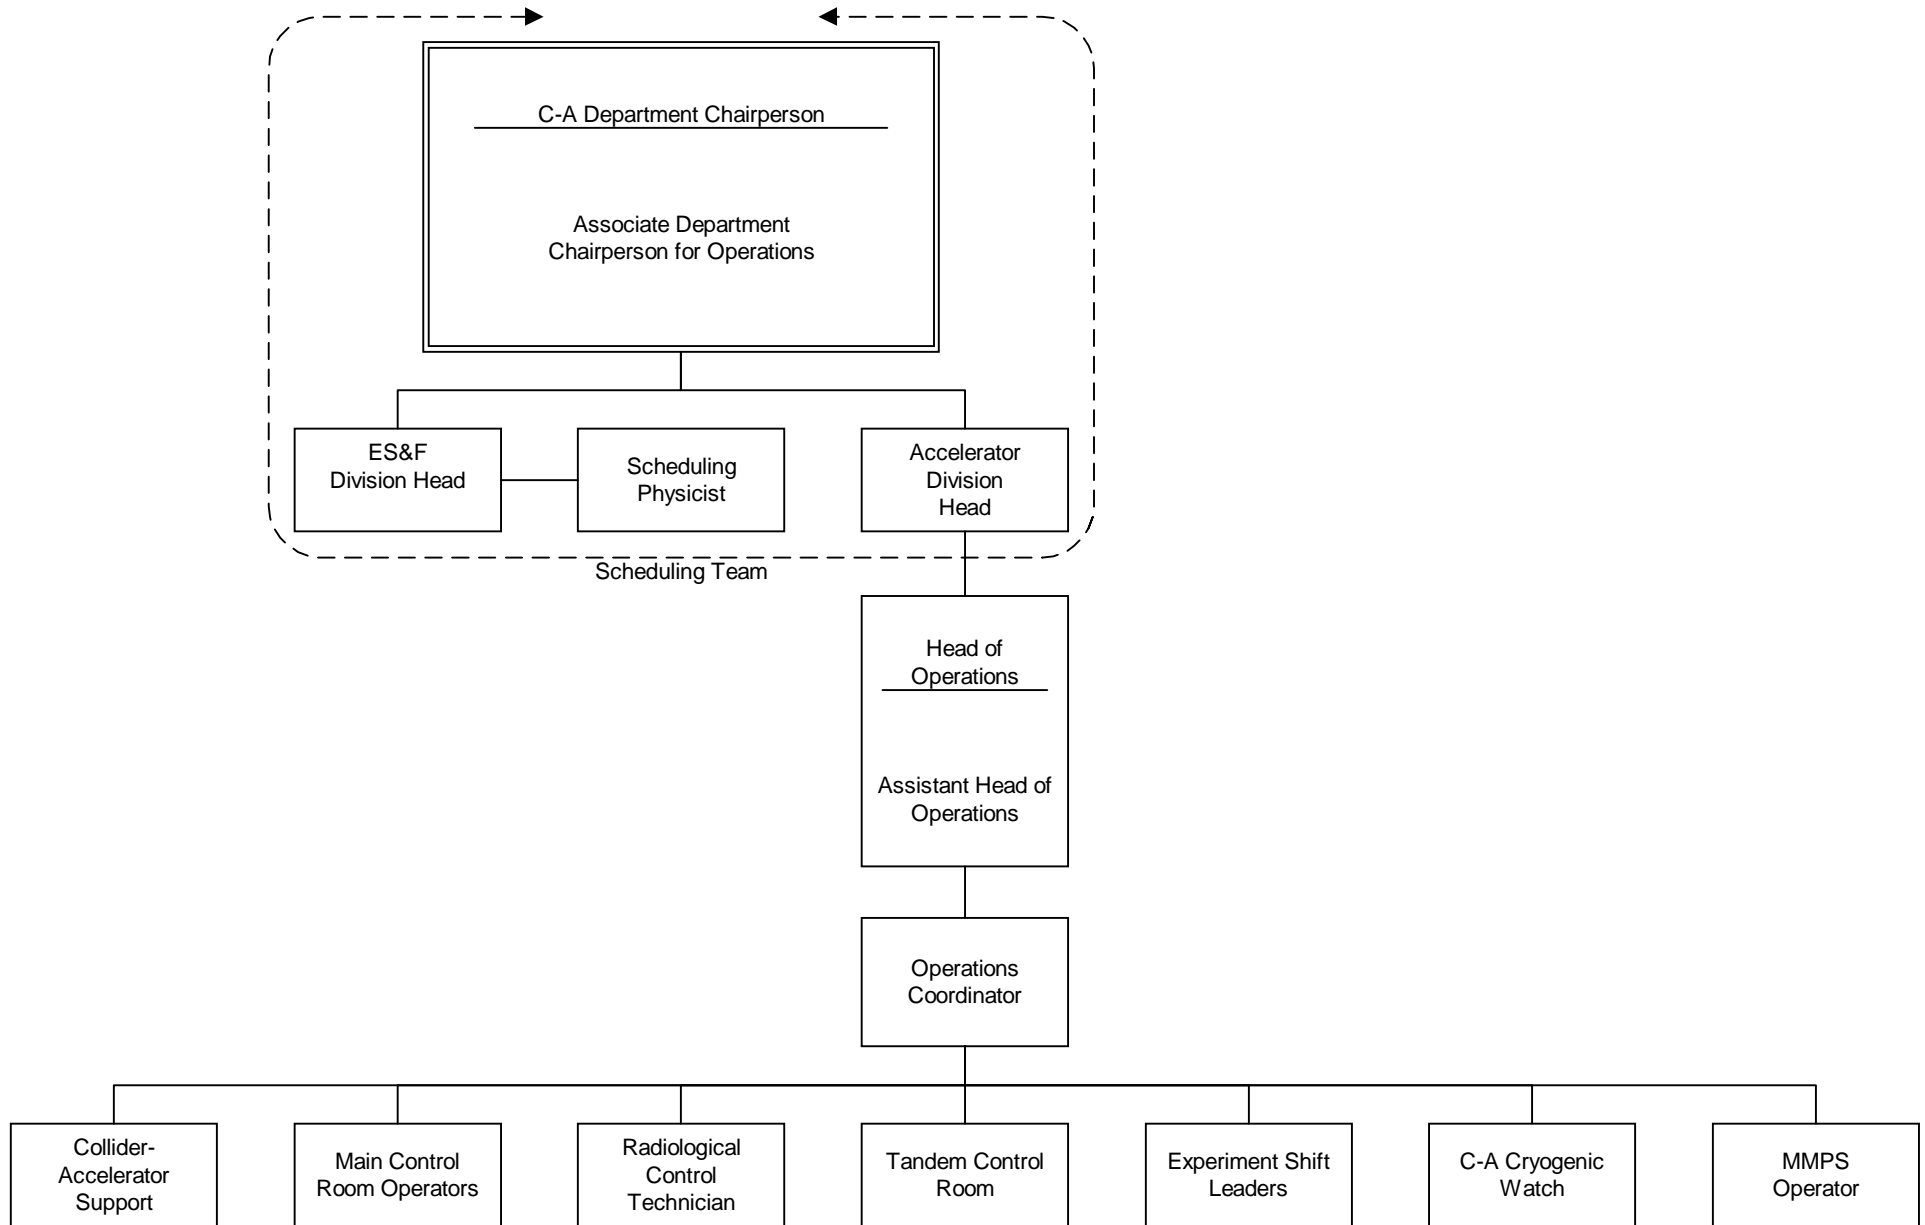 C-A Department Chairperson
Associate Department
Chairperson for Operations
ES&F
Division Head
Scheduling
Physicist
Accelerator
Division
Head
Scheduling Team
Head of
Operations
Assistant Head of
Operations
Operations
Coordinator
Collider-
Accelerator
Support
Main Control
Room Operators
Radiological
Control
Technician
Tandem Control
Room
Experiment Shift
Leaders
C-A Cryogenic
Watch
MMPS
Operator